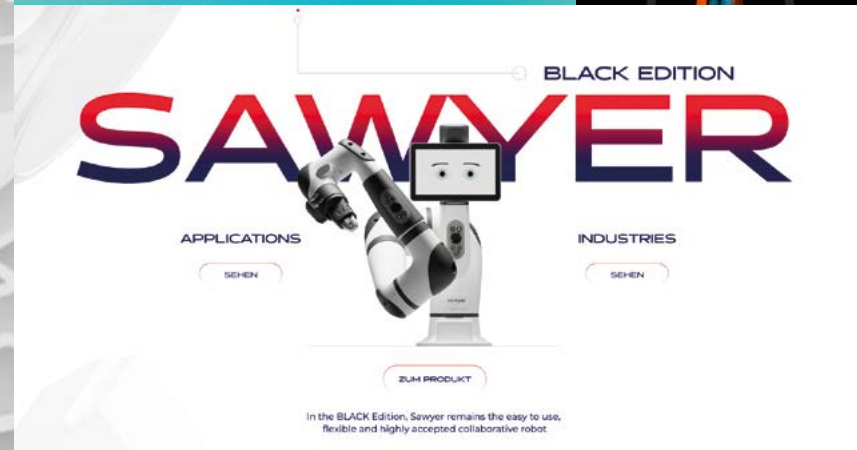 BLACK EDITION
SAWYER
APPLICATIONS
INDUSTRIES
SEHEN
SEHEN
ZUM PRODUKT
In the BLACK Edition, Sawyer remains the easy to use,
flexible and highly accepted collaborative robot